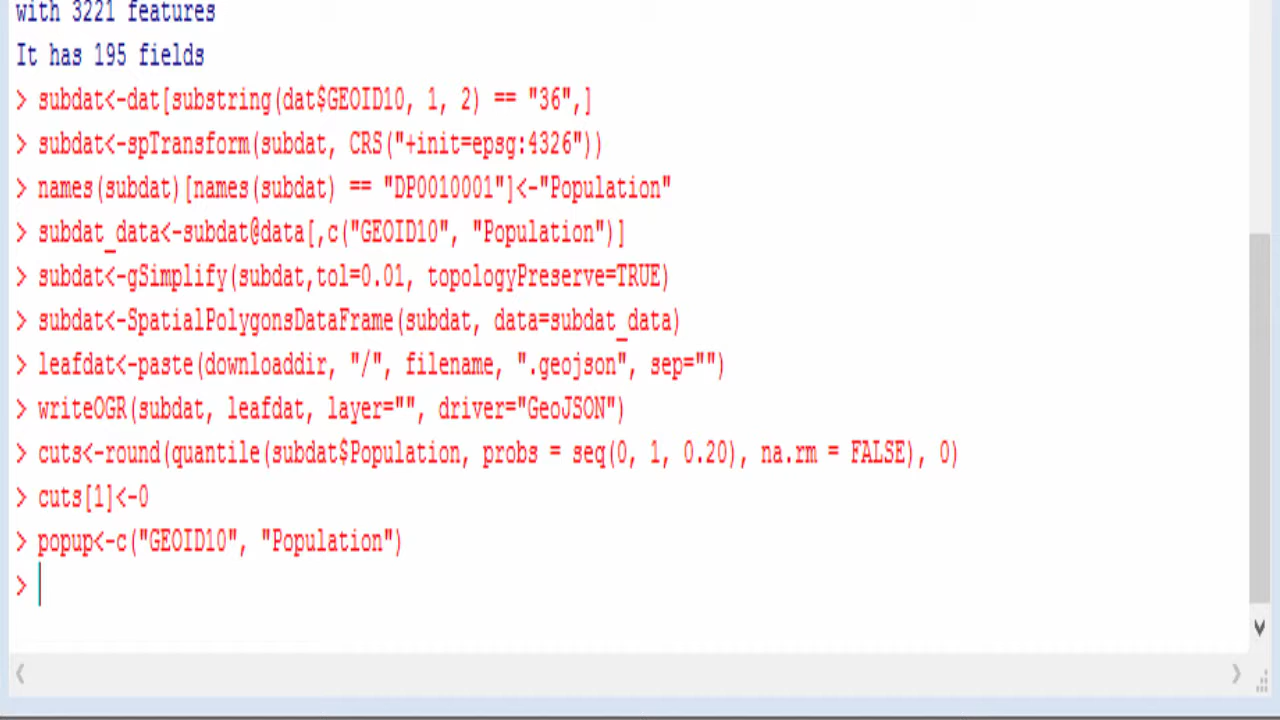 with 3221 features
It has 195 fields
> subdat<-dat[substring(dat$GEOID10, 1, 2) == "36",]
> subdat<-spTransform(subdat, CRS("+init=epsg:4326"))
> names(subdat)[names(subdat) == "DP0010001"]<-"Population"
> subdat_data<-subdat@data[,c("GEOID10", "Population")]
> subdat<-gSimplify(subdat,tol=0.01, topologyPreserve=TRUE)
> subdat<-SpatialPolygonsDataFrame(subdat, data=subdat_data)
> leafdat<-paste(downloaddir, "/", filename, ".geojson", sep="")
> writeOGR(subdat, leafdat, layer="", driver="GeoJSON")
> cuts<-round(quantile(subdat$Population, probs = seq(0, 1, 0.20), na.rm = FALSE), 0)
> cuts[1]<-0
> popup<-c("GEOID10", "Population")
>